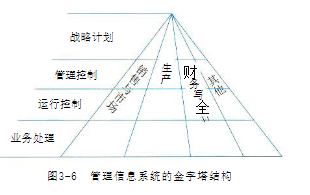 战略计划
管理控制
运行控制
业务处理
销售与市场
生产
财务与会
其他
图3-6 管理信息系统的金字塔结构